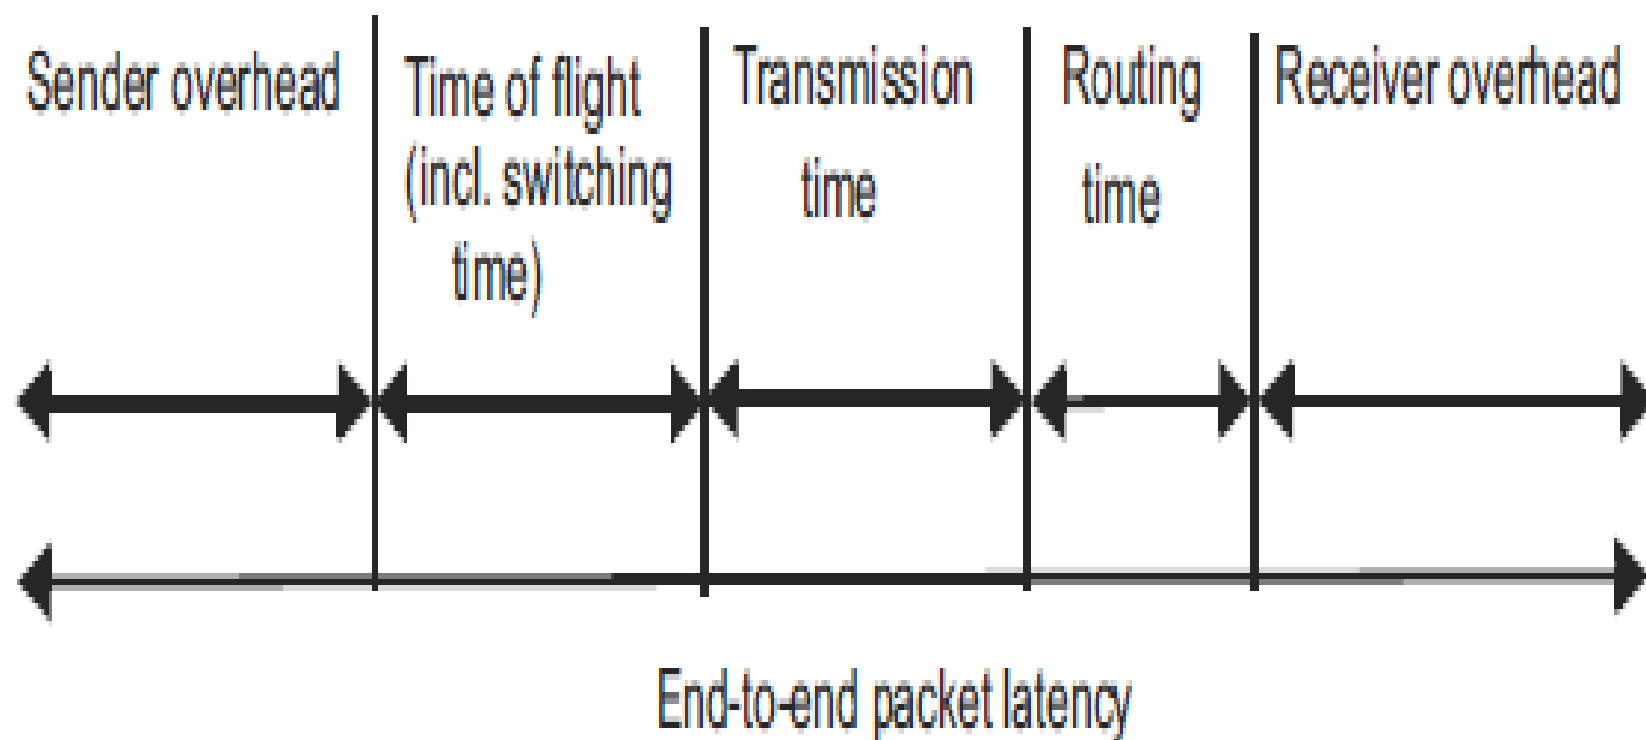 Sender overhead
Time of flight
(incl. switching
time)
Transmission
time
Routing
time
Receiver overhead
End-to-end packet latency